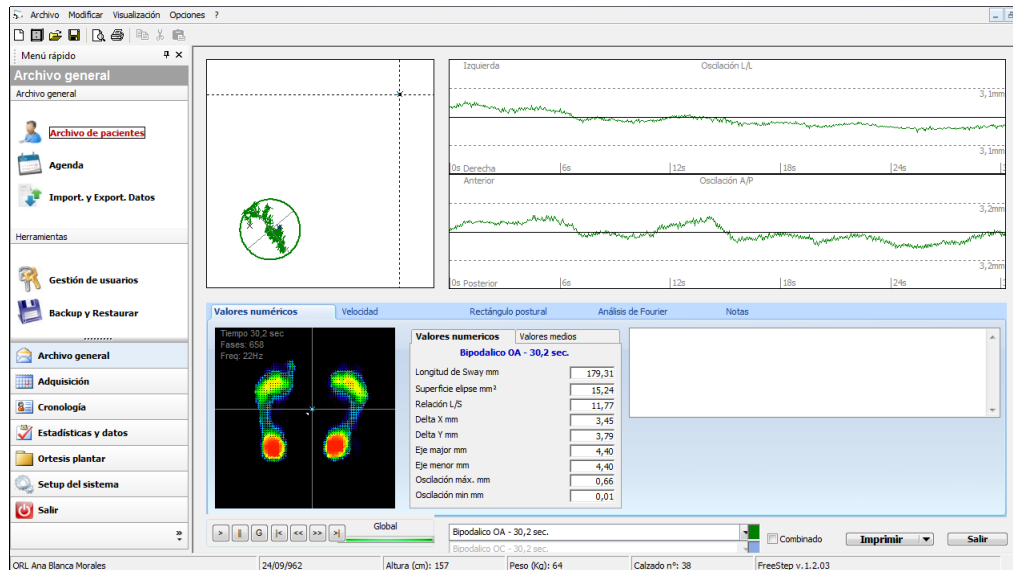 Archivo Modificar Visualización Opciones ?
Menú rápido
Archivo general
Archivo general
Archivo de pacientes
Agenda
Import. y Export. Datos
Herramientas
Gestión de usuarios
Backup y Restaurar
Archivo general
Adquisición
Cronología
Estadísticas y datos
Ortesis plantar
Setup del sistema
Salir
Izquierda Oscilación L/L
3,1mm
3,1mm
0s Derecha 6s 12s 18s 24s
Anterior Oscilación A/P
3,2mm
3,2mm
0s Posterior 6s 12s 18s 24s
Valores numéricos Velocidad Rectángulo postural Análisis de Fourier Notas
Tiempo 30,2 sec
Fases: 658
Freq: 22Hz
Valores numericos Valores medios
Bipodalico OA - 30,2 sec.
Longitud de Sway mm 179,31
Superficie elipse mm² 15,24
Relación L/S 11,77
Delta X mm 3,45
Delta Y mm 3,79
Eje major mm 4,40
Eje menor mm 4,40
Oscilación máx. mm 0,66
Oscilación min mm 0,01
> || G |< << >> >| Global
Bipodalico OA - 30,2 sec.
Bipodalico OC - 30,2 sec.
Combinado Imprimir Salir
ORL Ana Blanca Morales 24/09/962 Altura (cm): 157 Peso (Kg): 64 Calzado n°: 38 FreeStep v.1.2.03